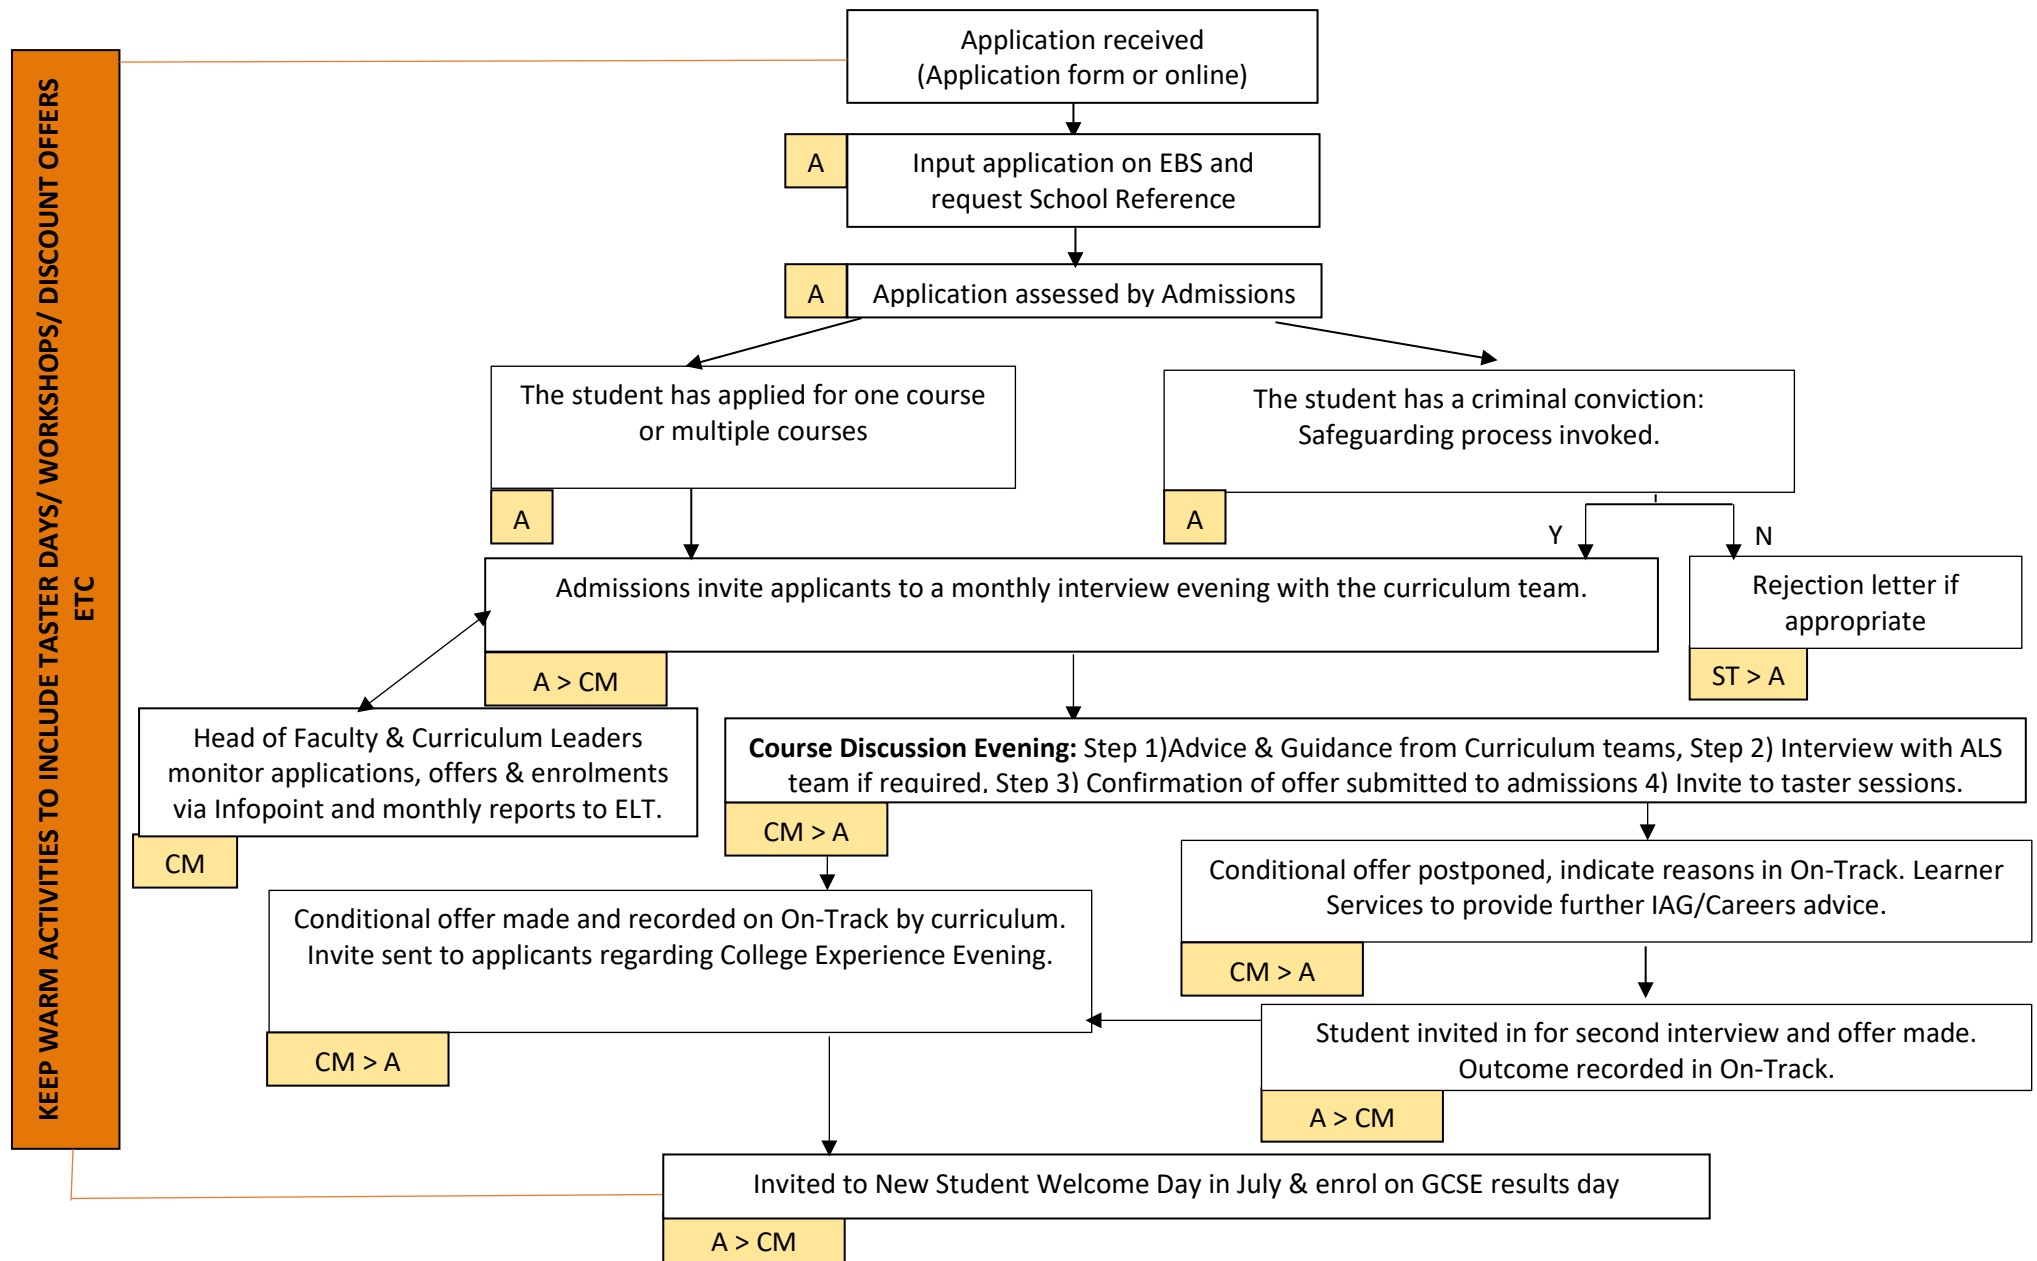 Application received
(Application form or online)
KEEP WARM ACTIVITIES TO INCLUDE TASTER DAYS/ WORKSHOPS/ DISCOUNT OFFERS
ETC
A
Input application on EBS and
request School Reference
A
Application assessed by Admissions
The student has applied for one course
or multiple courses
A
The student has a criminal conviction:
Safeguarding process invoked.
A
Y
N
Admissions invite applicants to a monthly interview evening with the curriculum team.
A > CM
Rejection letter if
appropriate
ST > A
Head of Faculty & Curriculum Leaders
monitor applications, offers & enrolments
via Infopoint and monthly reports to ELT.
CM
Course Discussion Evening: Step 1)Advice & Guidance from Curriculum teams, Step 2) Interview with ALS
team if required, Step 3) Confirmation of offer submitted to admissions 4) Invite to taster sessions.
CM > A
Conditional offer postponed, indicate reasons in On-Track. Learner
Services to provide further IAG/Careers advice.
CM > A
Conditional offer made and recorded on On-Track by curriculum.
Invite sent to applicants regarding College Experience Evening.
CM > A
Student invited in for second interview and offer made.
Outcome recorded in On-Track.
A > CM
Invited to New Student Welcome Day in July & enrol on GCSE results day
A > CM